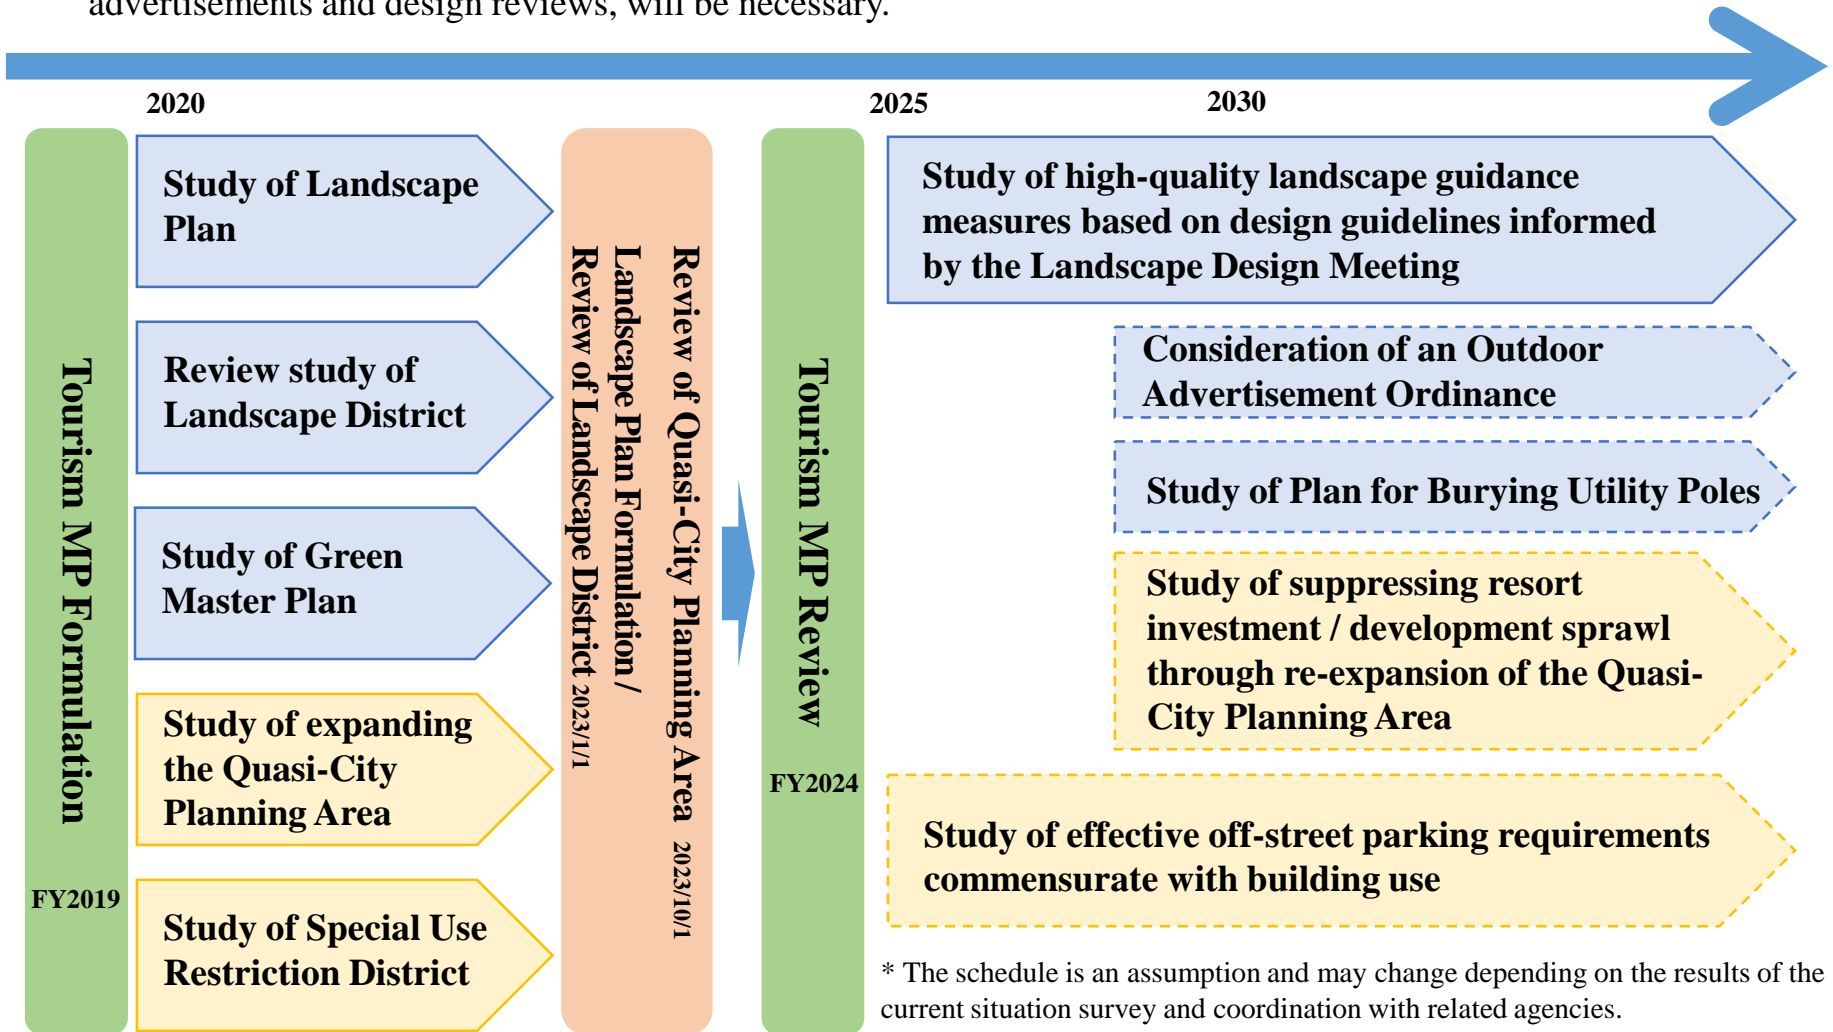 advertisements and design reviews, will be necessary.
2020
2025
2030
Tourism MP Formulation
FY2019
Study of Landscape
Plan
Review study of
Landscape District
Study of Green
Master Plan
Study of expanding
the Quasi-City
Planning Area
Study of Special Use
Restriction District
Review of Quasi-City Planning Area 2023/10/1
Landscape Plan Formulation /
Review of Landscape District 2023/1/1
Tourism MP Review
FY2024
Study of high-quality landscape guidance
measures based on design guidelines informed
by the Landscape Design Meeting
Consideration of an Outdoor
Advertisement Ordinance
Study of Plan for Burying Utility Poles
Study of suppressing resort
investment / development sprawl
through re-expansion of the Quasi-
City Planning Area
Study of effective off-street parking requirements
commensurate with building use
* The schedule is an assumption and may change depending on the results of the
current situation survey and coordination with related agencies.